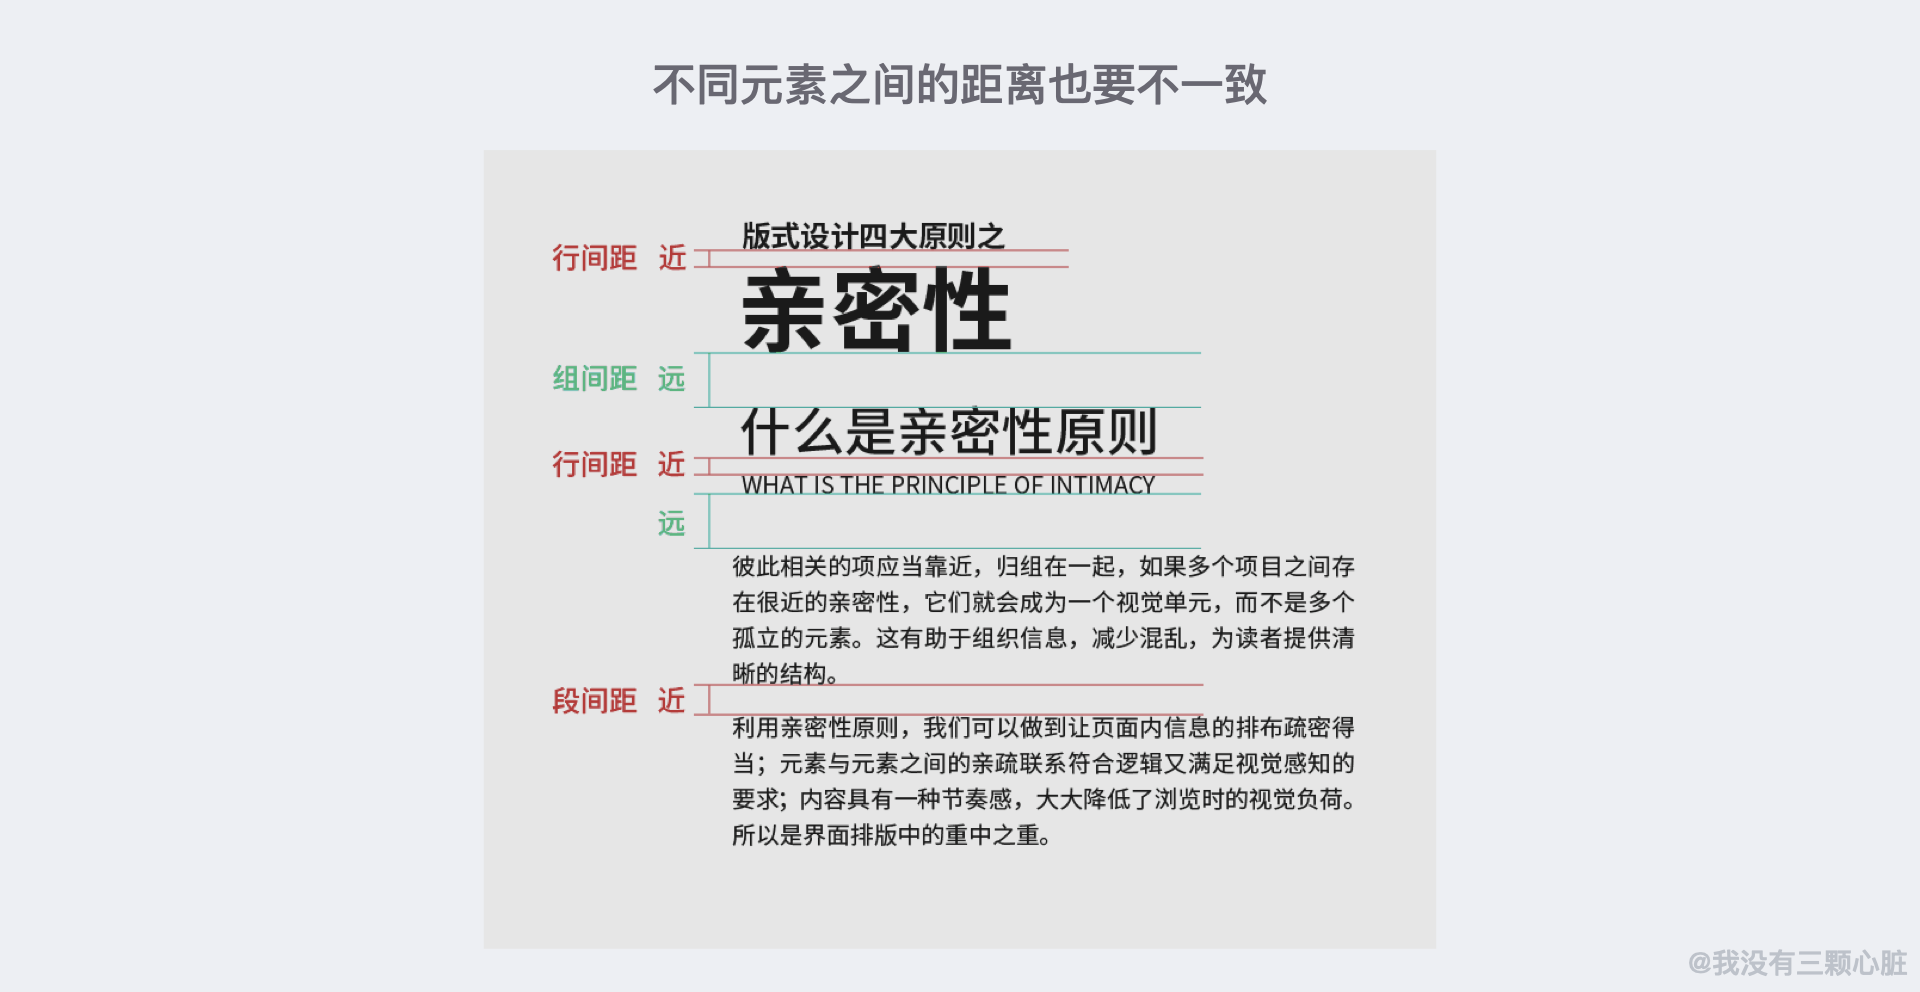 不同元素之间的距离也要不一致
版式设计四大原则之
行间距 近
亲密性
组间距 远
什么是亲密性原则
行间距 近
WHAT IS THE PRINCIPLE OF INTIMACY
远
彼此相关的项应当靠近，归组在一起，如果多个项目之间存
在很近的亲密性，它们就会成为一个视觉单元，而不是多个
孤立的元素。这有助于组织信息，减少混乱，为读者提供清
晰的结构。
段间距 近
利用亲密性原则，我们可以做到让页面内信息的排布疏密得
当；元素与元素之间的亲疏联系符合逻辑又满足视觉感知的
要求；内容具有一种节奏感，大大降低了浏览时的视觉负荷。
所以是界面排版中的重中之重。
@我没有三颗心脏